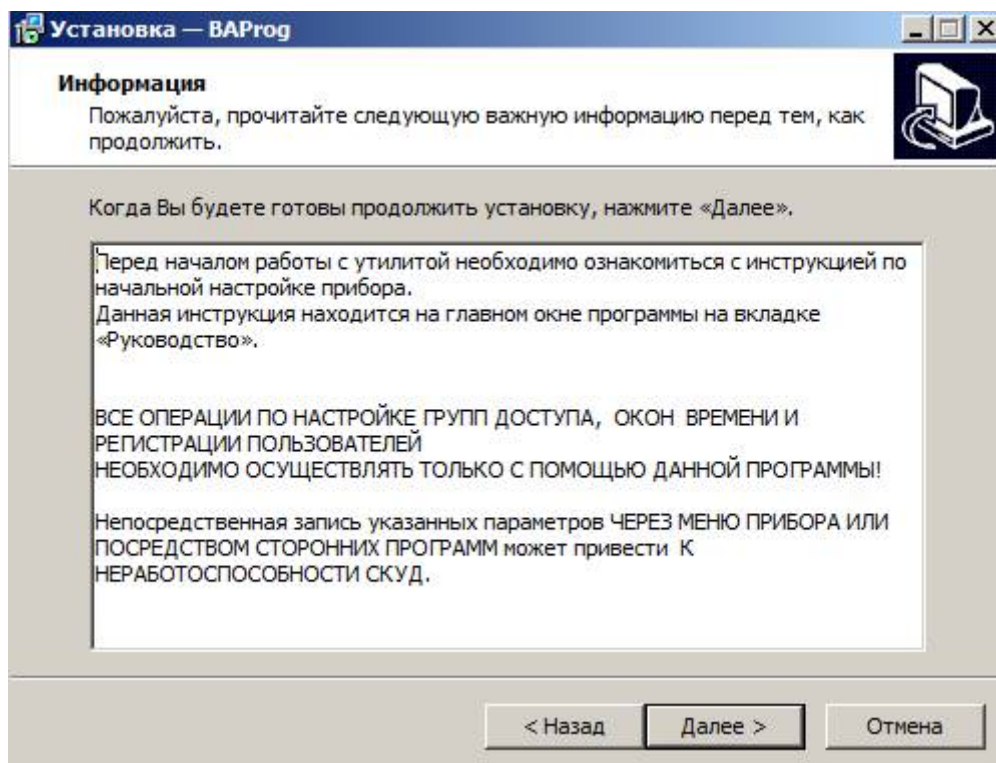 Установка — BAProg
Информация
Пожалуйста, прочитайте следующую важную информацию перед тем, как
продолжить.
Когда Вы будете готовы продолжить установку, нажмите «Далее».
Перед началом работы с утилитой необходимо ознакомиться с инструкцией по
начальной настройке прибора.
Данная инструкция находится на главном окне программы на вкладке
«Руководство».
ВСЕ ОПЕРАЦИИ ПО НАСТРОЙКЕ ГРУПП ДОСТУПА, ОКОН ВРЕМЕНИ И
РЕГИСТРАЦИИ ПОЛЬЗОВАТЕЛЕЙ
НЕОБХОДИМО ОСУЩЕСТВЛЯТЬ ТОЛЬКО С ПОМОЩЬЮ ДАННОЙ ПРОГРАММЫ!
Непосредственная запись указанных параметров ЧЕРЕЗ МЕНЮ ПРИБОРА ИЛИ
ПОСРЕДСТВОМ СТОРОННИХ ПРОГРАММ может привести К
НЕРАБОТОСПОСОБНОСТИ СКУД.
< Назад Далее > Отмена